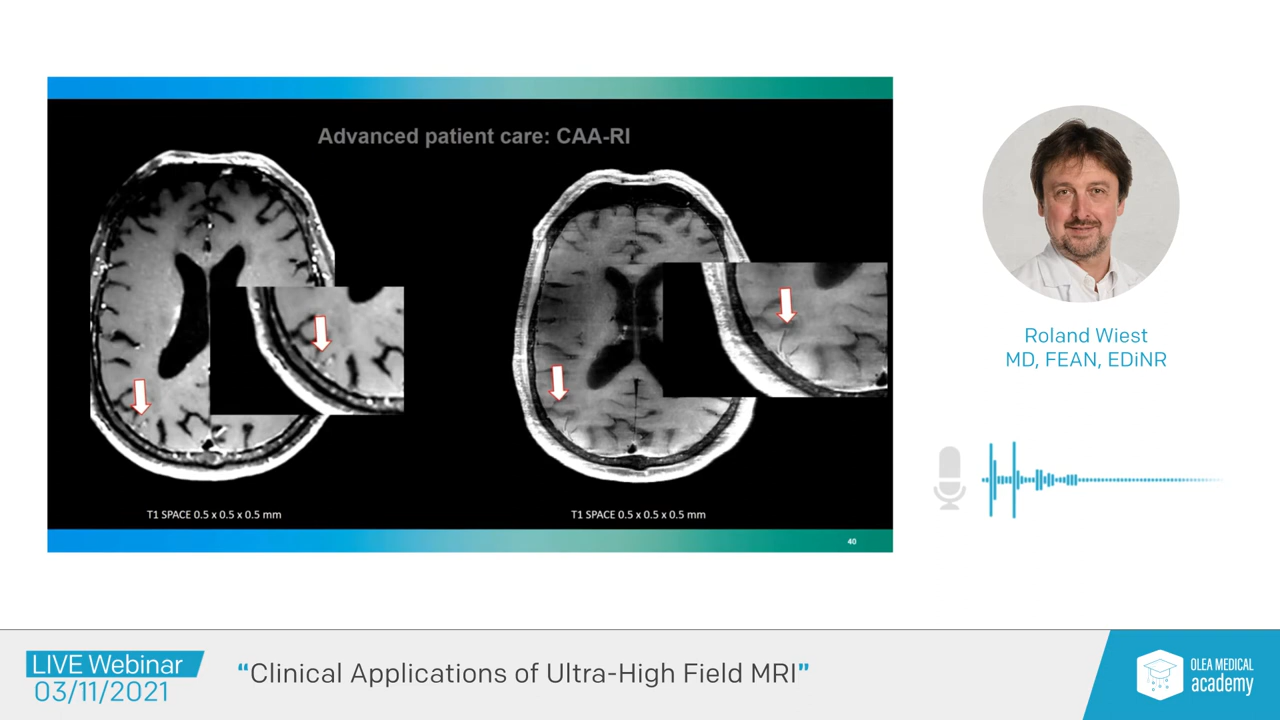 Advanced patient care: CAA-RI
T1 SPACE 0.5 x 0.5 x 0.5 mm
T1 SPACE 0.5 x 0.5 x 0.5 mm
40
Roland Wiest
MD, FEAN, EDiNR
LIVE Webinar
03/11/2021
“Clinical Applications of Ultra-High Field MRI”
OLEA MEDICAL
academy